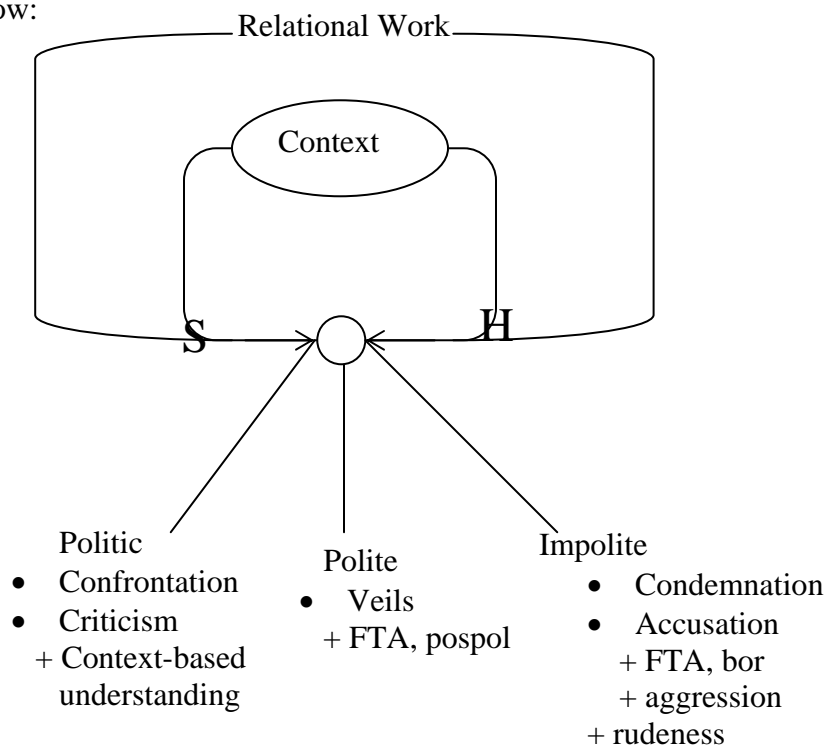 ow:
Relational Work
Context
S
H
Politic
• Confrontation
• Criticism
+ Context-based
understanding
Polite
• Veils
+ FTA, pospol
Impolite
• Condemnation
• Accusation
+ FTA, bor
+ aggression
+ rudeness